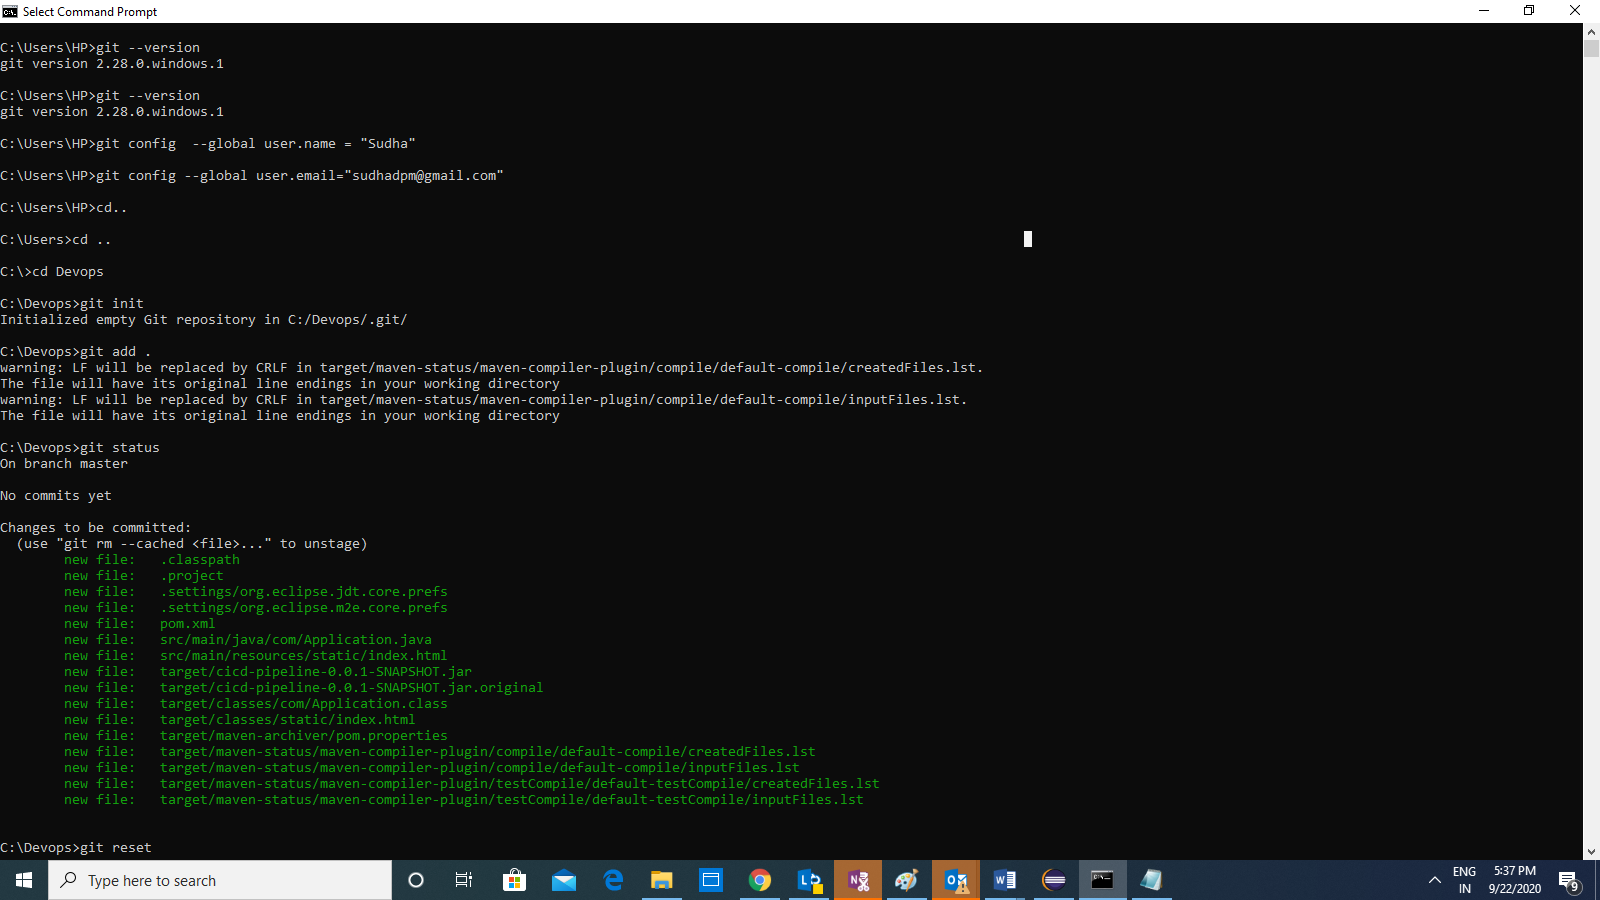 Select Command Prompt
C:\Users\HP>git --version
git version 2.28.0.windows.1
C:\Users\HP>git --version
git version 2.28.0.windows.1
C:\Users\HP>git config  --global user.name = "Sudha"
C:\Users\HP>git config --global user.email="sudhadpm@gmail.com"
C:\Users\HP>cd..
C:\Users>cd ..
C:\>cd Devops
C:\Devops>git init
Initialized empty Git repository in C:/Devops/.git/
C:\Devops>git add .
warning: LF will be replaced by CRLF in target/maven-status/maven-compiler-plugin/compile/default-compile/createdFiles.lst.
The file will have its original line endings in your working directory
warning: LF will be replaced by CRLF in target/maven-status/maven-compiler-plugin/compile/default-compile/inputFiles.lst.
The file will have its original line endings in your working directory
C:\Devops>git status
On branch master
No commits yet
Changes to be committed:
  (use "git rm --cached <file>..." to unstage)
        new file:   .classpath
        new file:   .project
        new file:   .settings/org.eclipse.jdt.core.prefs
        new file:   .settings/org.eclipse.m2e.core.prefs
        new file:   pom.xml
        new file:   src/main/java/com/Application.java
        new file:   src/main/resources/static/index.html
        new file:   target/cicd-pipeline-0.0.1-SNAPSHOT.jar
        new file:   target/cicd-pipeline-0.0.1-SNAPSHOT.jar.original
        new file:   target/classes/com/Application.class
        new file:   target/classes/static/index.html
        new file:   target/maven-archiver/pom.properties
        new file:   target/maven-status/maven-compiler-plugin/compile/default-compile/createdFiles.lst
        new file:   target/maven-status/maven-compiler-plugin/compile/default-compile/inputFiles.lst
        new file:   target/maven-status/maven-compiler-plugin/testCompile/default-testCompile/createdFiles.lst
        new file:   target/maven-status/maven-compiler-plugin/testCompile/default-testCompile/inputFiles.lst
C:\Devops>git reset
Type here to search
ENG
IN
5:37 PM
9/22/2020
9